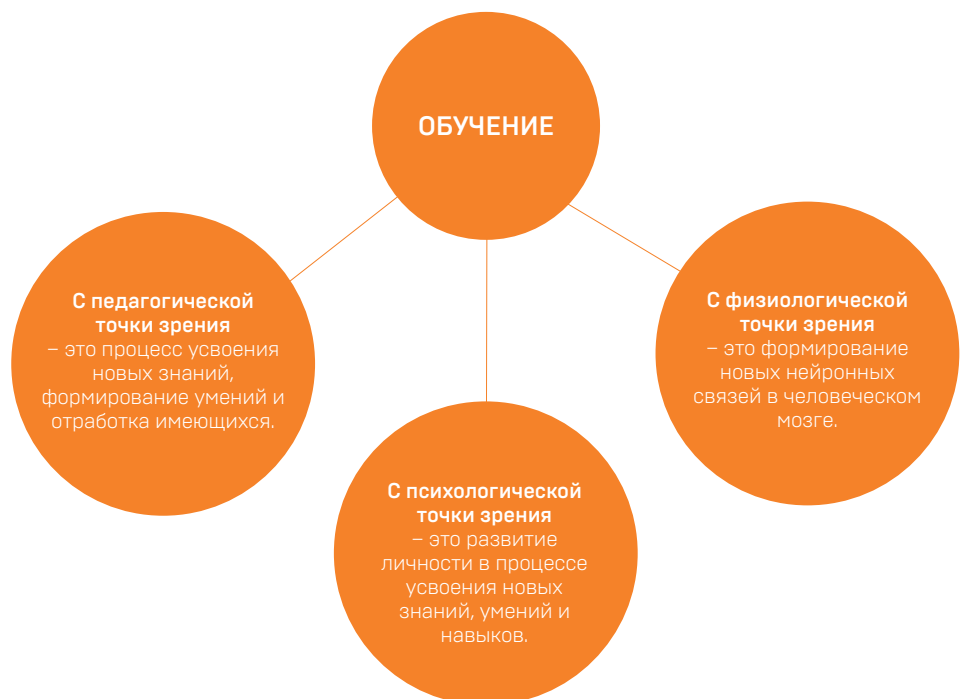 ОБУЧЕНИЕ
С педагогической
точки зрения
– это процесс усвоения
новых знаний,
формирование умений и
отработка имеющихся.
С психологической
точки зрения
– это развитие
личности в процессе
усвоения новых
знаний, умений и
навыков.
С физиологической
точки зрения
– это формирование
новых нейронных
связей в человеческом
мозге.